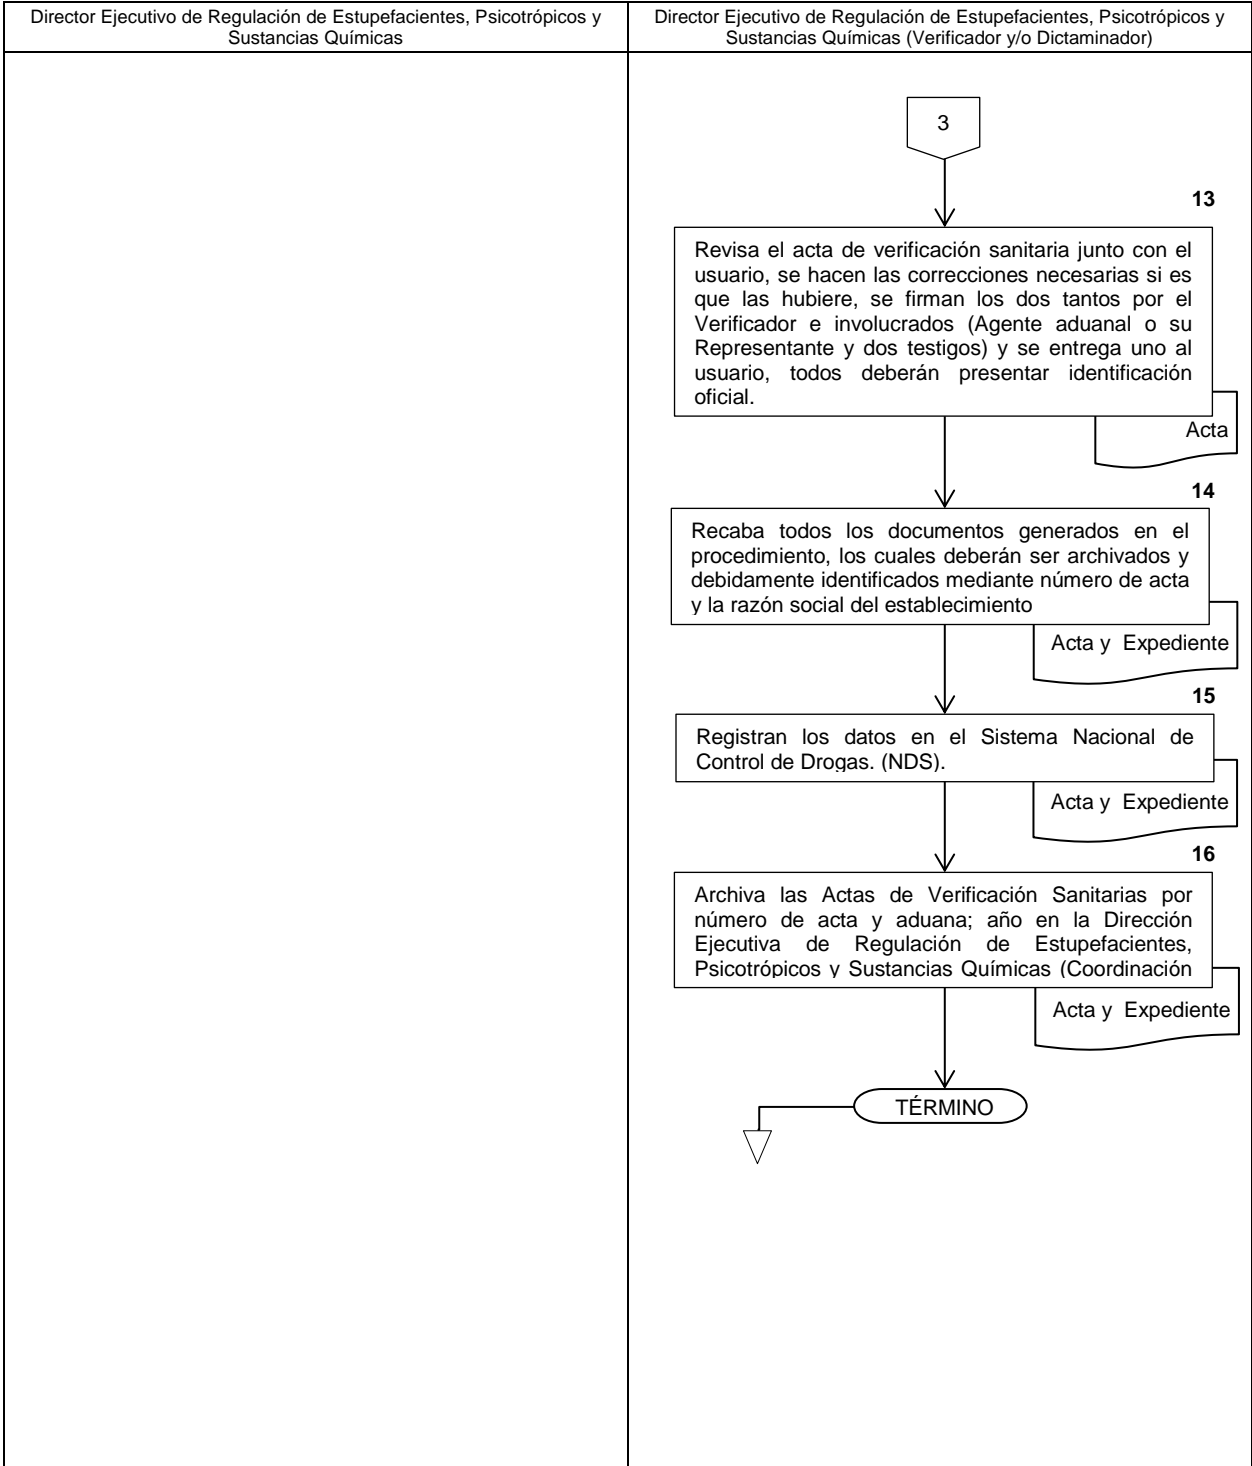 Director Ejecutivo de Regulación de Estupefacientes, Psicotrópicos y
Sustancias Químicas
Director Ejecutivo de Regulación de Estupefacientes, Psicotrópicos y
Sustancias Químicas (Verificador y/o Dictaminador)
3
13
Revisa el acta de verificación sanitaria junto con el
usuario, se hacen las correcciones necesarias si es
que las hubiere, se firman los dos tantos por el
Verificador e involucrados (Agente aduanal o su
Representante y dos testigos) y se entrega uno al
usuario, todos deberán presentar identificación
oficial.
Acta
14
Recaba todos los documentos generados en el
procedimiento, los cuales deberán ser archivados y
debidamente identificados mediante número de acta
y la razón social del establecimiento
Acta y Expediente
15
Registran los datos en el Sistema Nacional de
Control de Drogas. (NDS).
Acta y Expediente
16
Archiva las Actas de Verificación Sanitarias por
número de acta y aduana; año en la Dirección
Ejecutiva de Regulación de Estupefacientes,
Psicotrópicos y Sustancias Químicas (Coordinación
Acta y Expediente
TÉRMINO